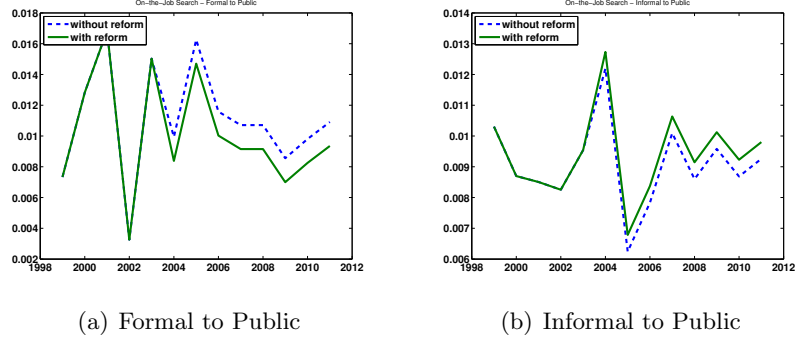 On−the−Job Search − Formal to Public
0.018
0.016
0.014
0.012
0.01
0.008
0.006
0.004
0.002
1998 2000 2002 2004 2006 2008 2010 2012
without reform
with reform
(a) Formal to Public
On−the−Job Search − Informal to Public
0.014
0.013
0.012
0.011
0.01
0.009
0.008
0.007
0.006
1998 2000 2002 2004 2006 2008 2010 2012
without reform
with reform
(b) Informal to Public